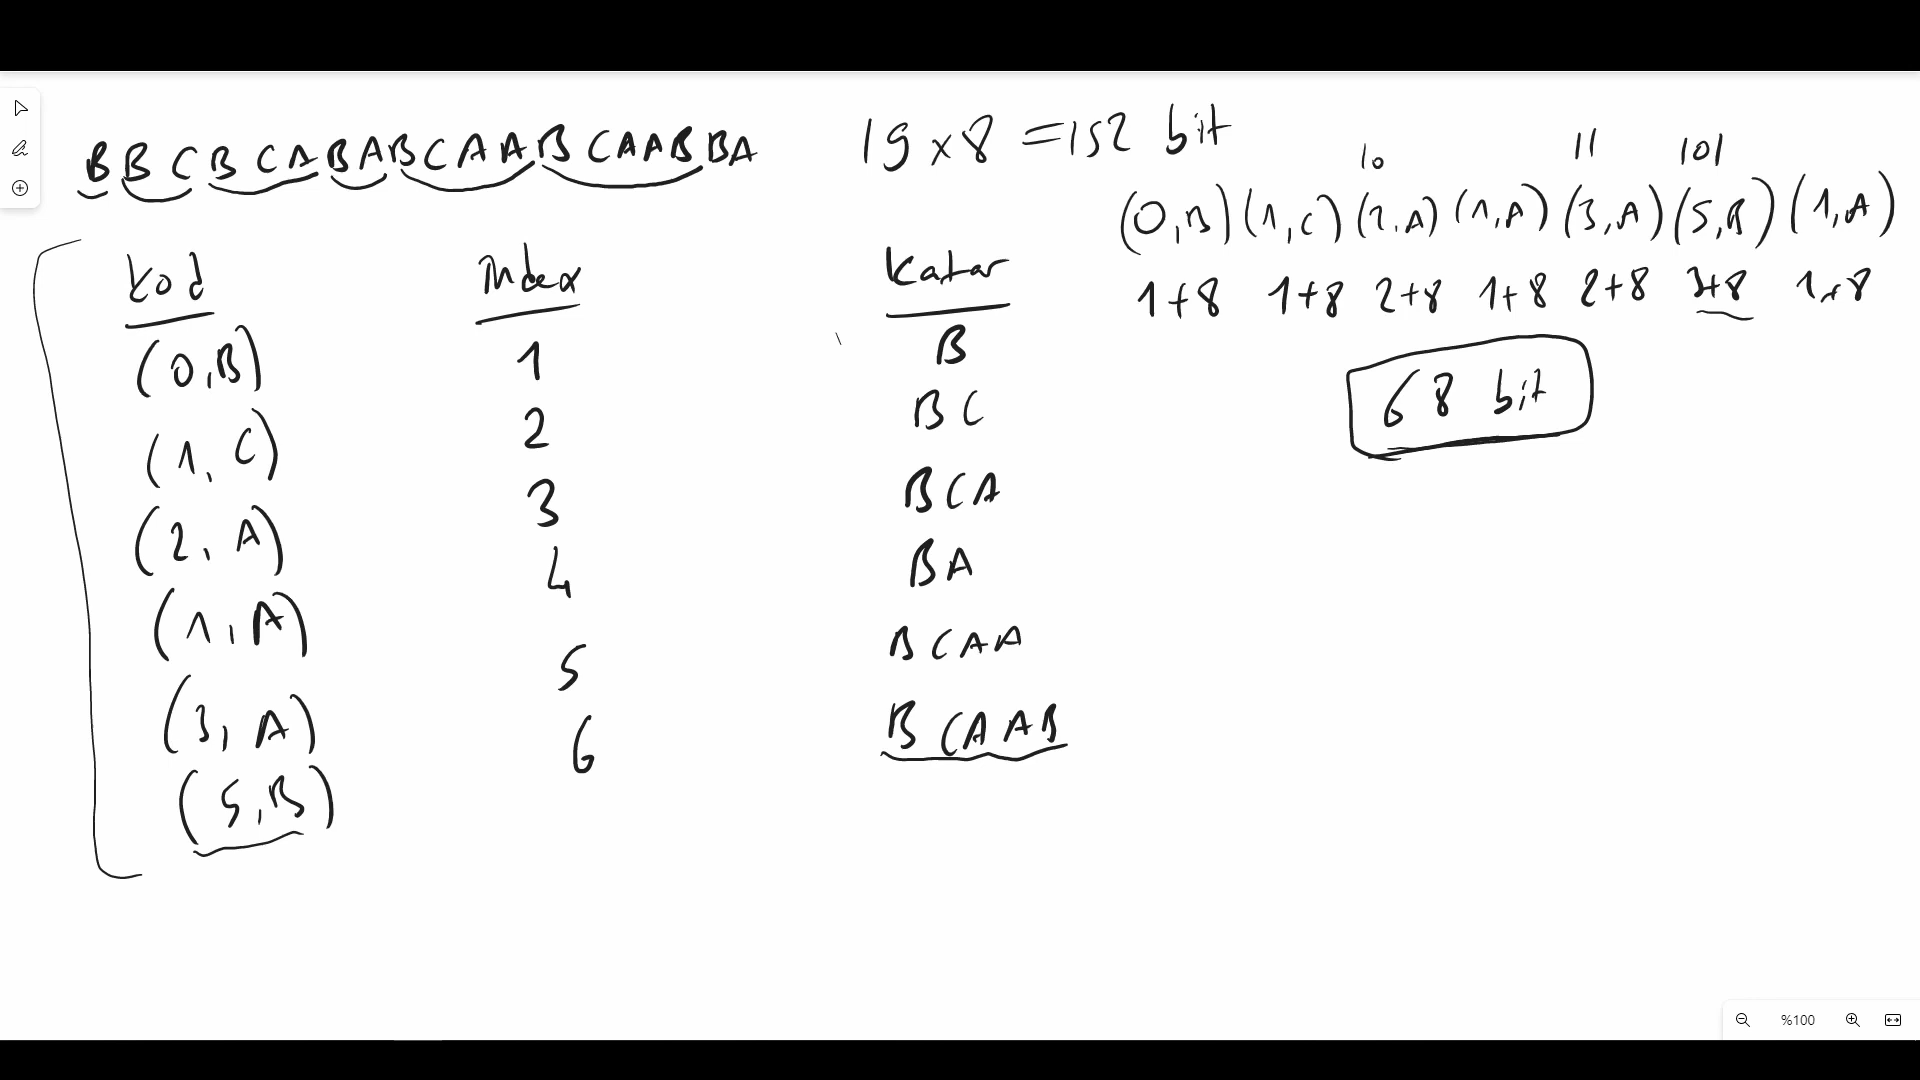 BBCBCABABCAABCAABBA
19x8=152 bit
10 11 101
(0,B) (1,C) (2,A) (1,A) (3,A) (5,B) (1,A)
1+8 1+8 2+8 1+8 2+8 3+8 1+8
68 bit
kod Index Katar
(0,B) 1 B
(1,C) 2 BC
(2,A) 3 BCA
(1,A) 4 BA
(3,A) 5 BCAA
(5,B) 6 BCAAB
%100